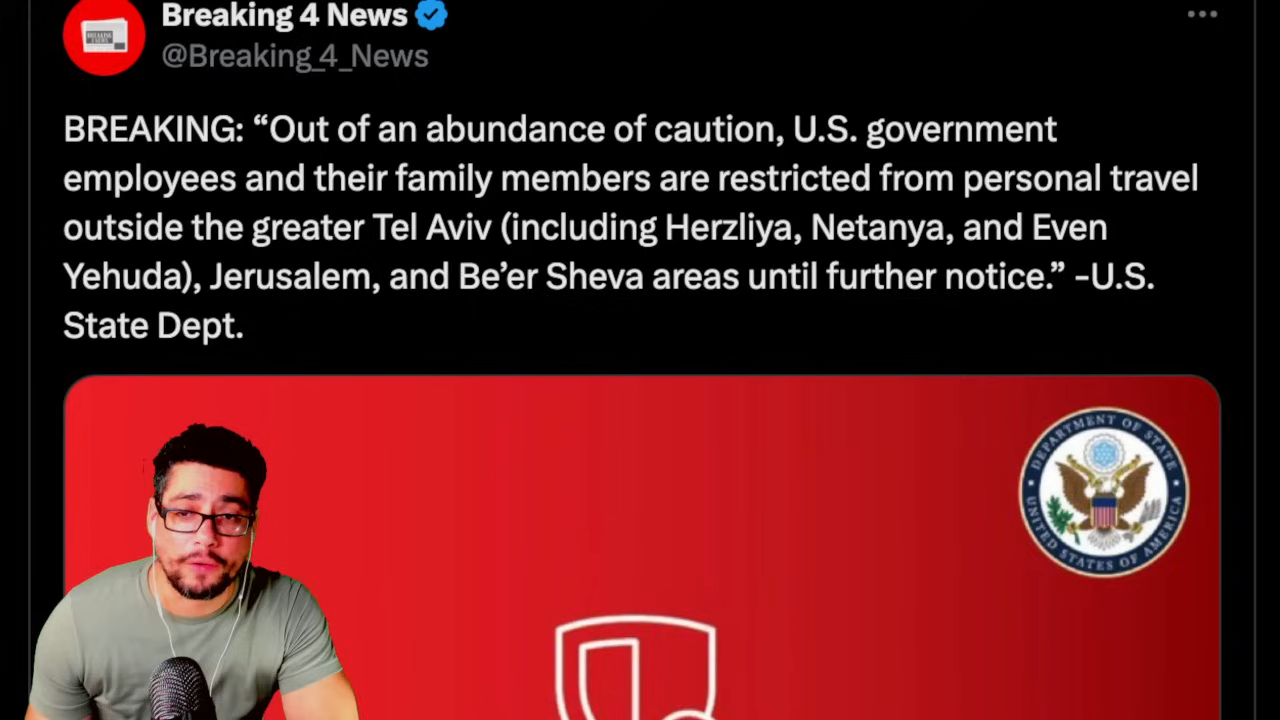 Breaking 4 News
@Breaking_4_News
BREAKING: “Out of an abundance of caution, U.S. government
employees and their family members are restricted from personal travel
outside the greater Tel Aviv (including Herzliya, Netanya, and Even
Yehuda), Jerusalem, and Be’er Sheva areas until further notice.” -U.S.
State Dept.
DEPARTMENT OF STATE
UNITED STATES OF AMERICA